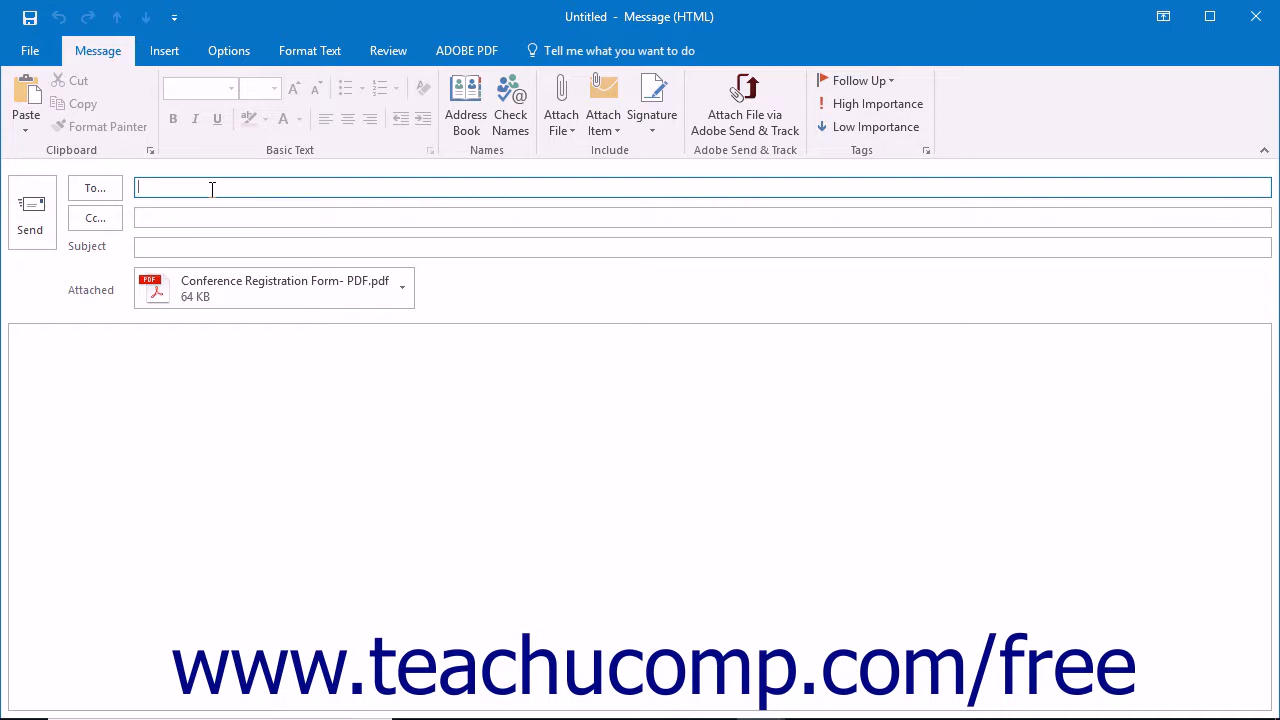 Untitled - Message (HTML)
File Message Insert Options Format Text Review ADOBE PDF Tell me what you want to do
Paste
Cut
Copy
Format Painter
Clipboard
B I U
ab A
A A
Basic Text
Address Book
Check Names
Names
Attach File
Attach Item
Signature
Include
Attach File via
Adobe Send & Track
Adobe Send & Track
Follow Up
High Importance
Low Importance
Tags
Send
To...
Cc...
Subject
Attached
PDF
Conference Registration Form- PDF.pdf
64 KB
www.teachucomp.com/free